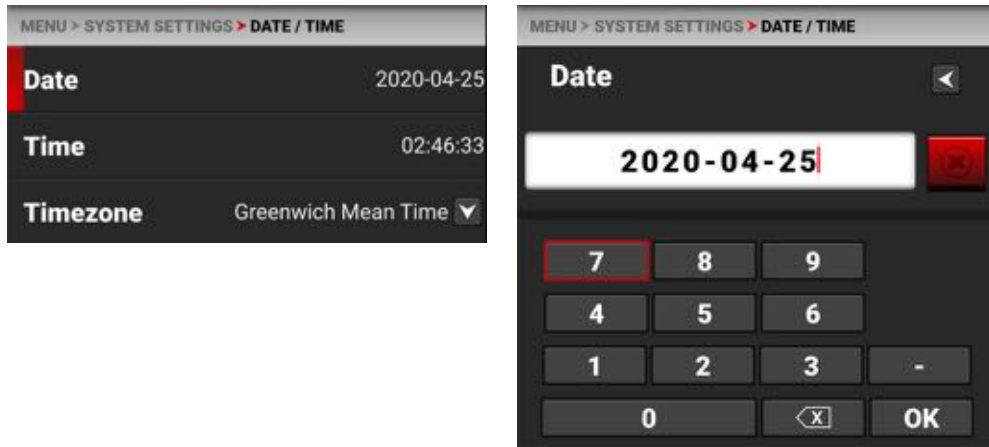 MENU > SYSTEM SETTINGS > DATE / TIME
Date 2020-04-25
Time 02:46:33
Timezone Greenwich Mean Time
MENU > SYSTEM SETTINGS > DATE / TIME
Date
2020-04-25
7 8 9
4 5 6
1 2 3 -
0 X OK